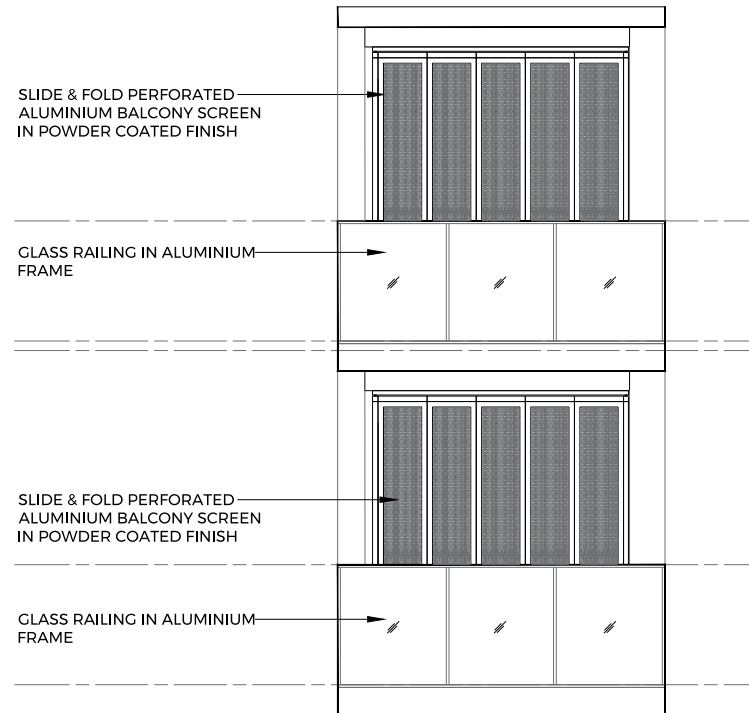 SLIDE & FOLD PERFORATED
ALUMINIUM BALCONY SCREEN
IN POWDER COATED FINISH
GLASS RAILING IN ALUMINIUM
FRAME
SLIDE & FOLD PERFORATED
ALUMINIUM BALCONY SCREEN
IN POWDER COATED FINISH
GLASS RAILING IN ALUMINIUM
FRAME